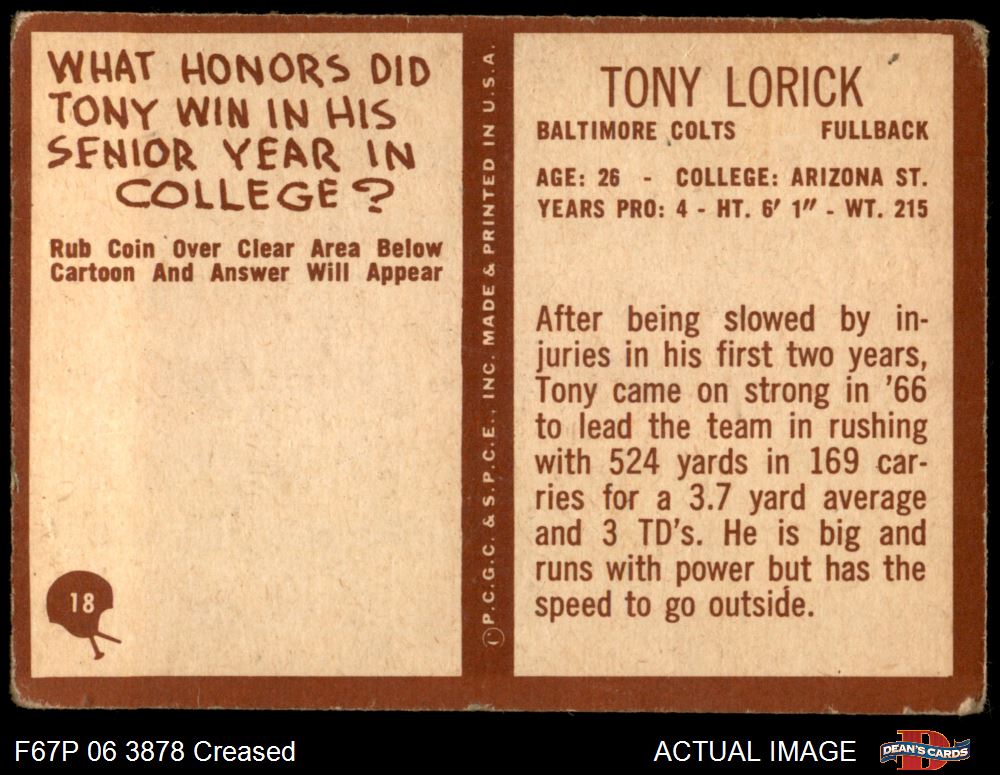 WHAT HONORS DID
TONY WIN IN HIS
SENIOR YEAR IN
COLLEGE?
Rub Coin Over Clear Area Below
Cartoon And Answer Will Appear
18
©P.C.G.C. & S.P.C.E., INC. MADE & PRINTED IN U.S.A.
TONY LORICK
BALTIMORE COLTS FULLBACK
AGE: 26 - COLLEGE: ARIZONA ST.
YEARS PRO: 4 - HT. 6' 1" - WT. 215
After being slowed by in-
juries in his first two years,
Tony came on strong in '66
to lead the team in rushing
with 524 yards in 169 car-
ries for a 3.7 yard average
and 3 TD's. He is big and
runs with power but has the
speed to go outside.
F67P 06 3878 Creased
ACTUAL IMAGE
D
DEAN'S CARDS